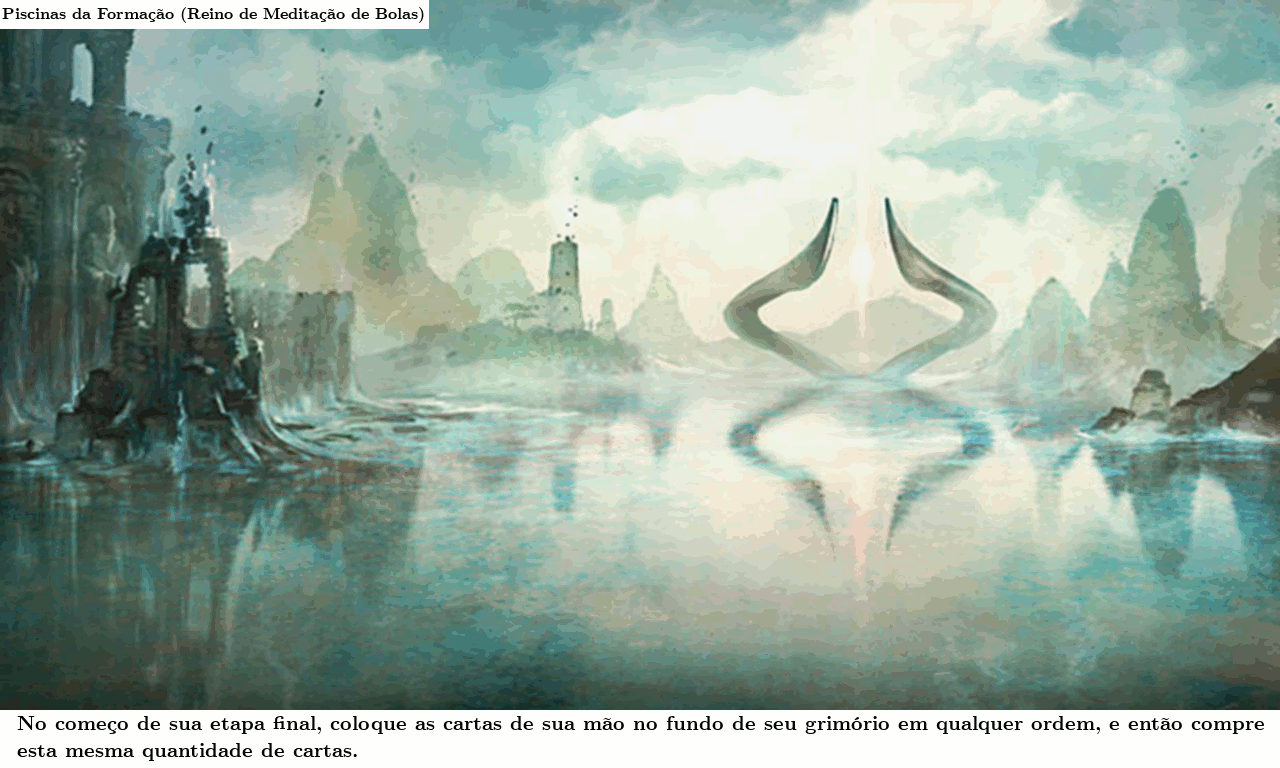 Piscinas da Formação (Reino de Meditação de Bolas)
No começo de sua etapa final, coloque as cartas de sua mão no fundo de seu grimório em qualquer ordem, e então compre
esta mesma quantidade de cartas.